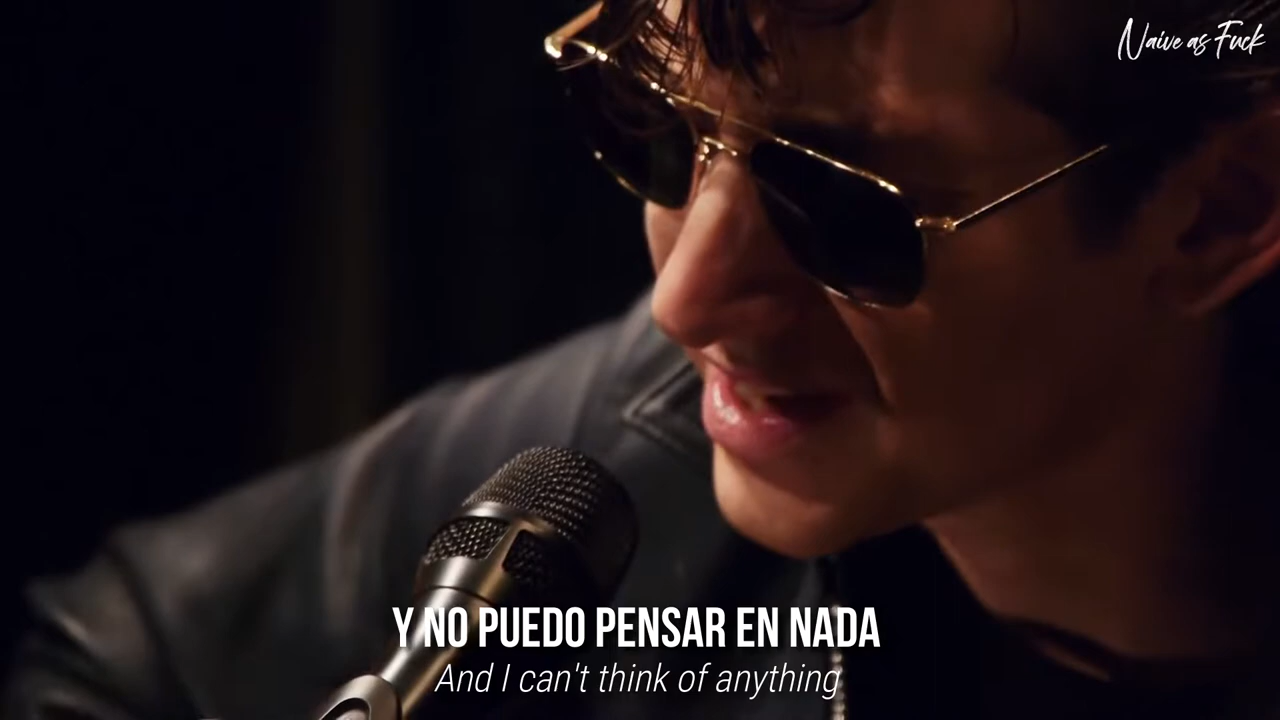 Naive as Fuck
Y NO PUEDO PENSAR EN NADA
And I can't think of anything